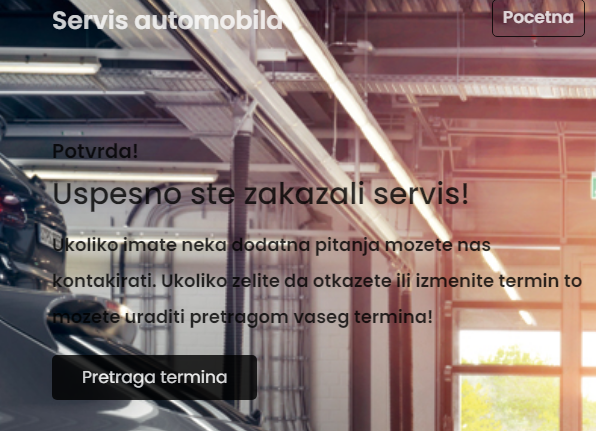 Servis automobila
Pocetna
Potvrda!
Uspesno ste zakazali servis!
Ukoliko imate neka dodatna pitanja mozete nas
kontakirati. Ukoliko zelite da otkazete ili izmenite termin to
mozete uraditi pretragom vaseg termina!
Pretraga termina